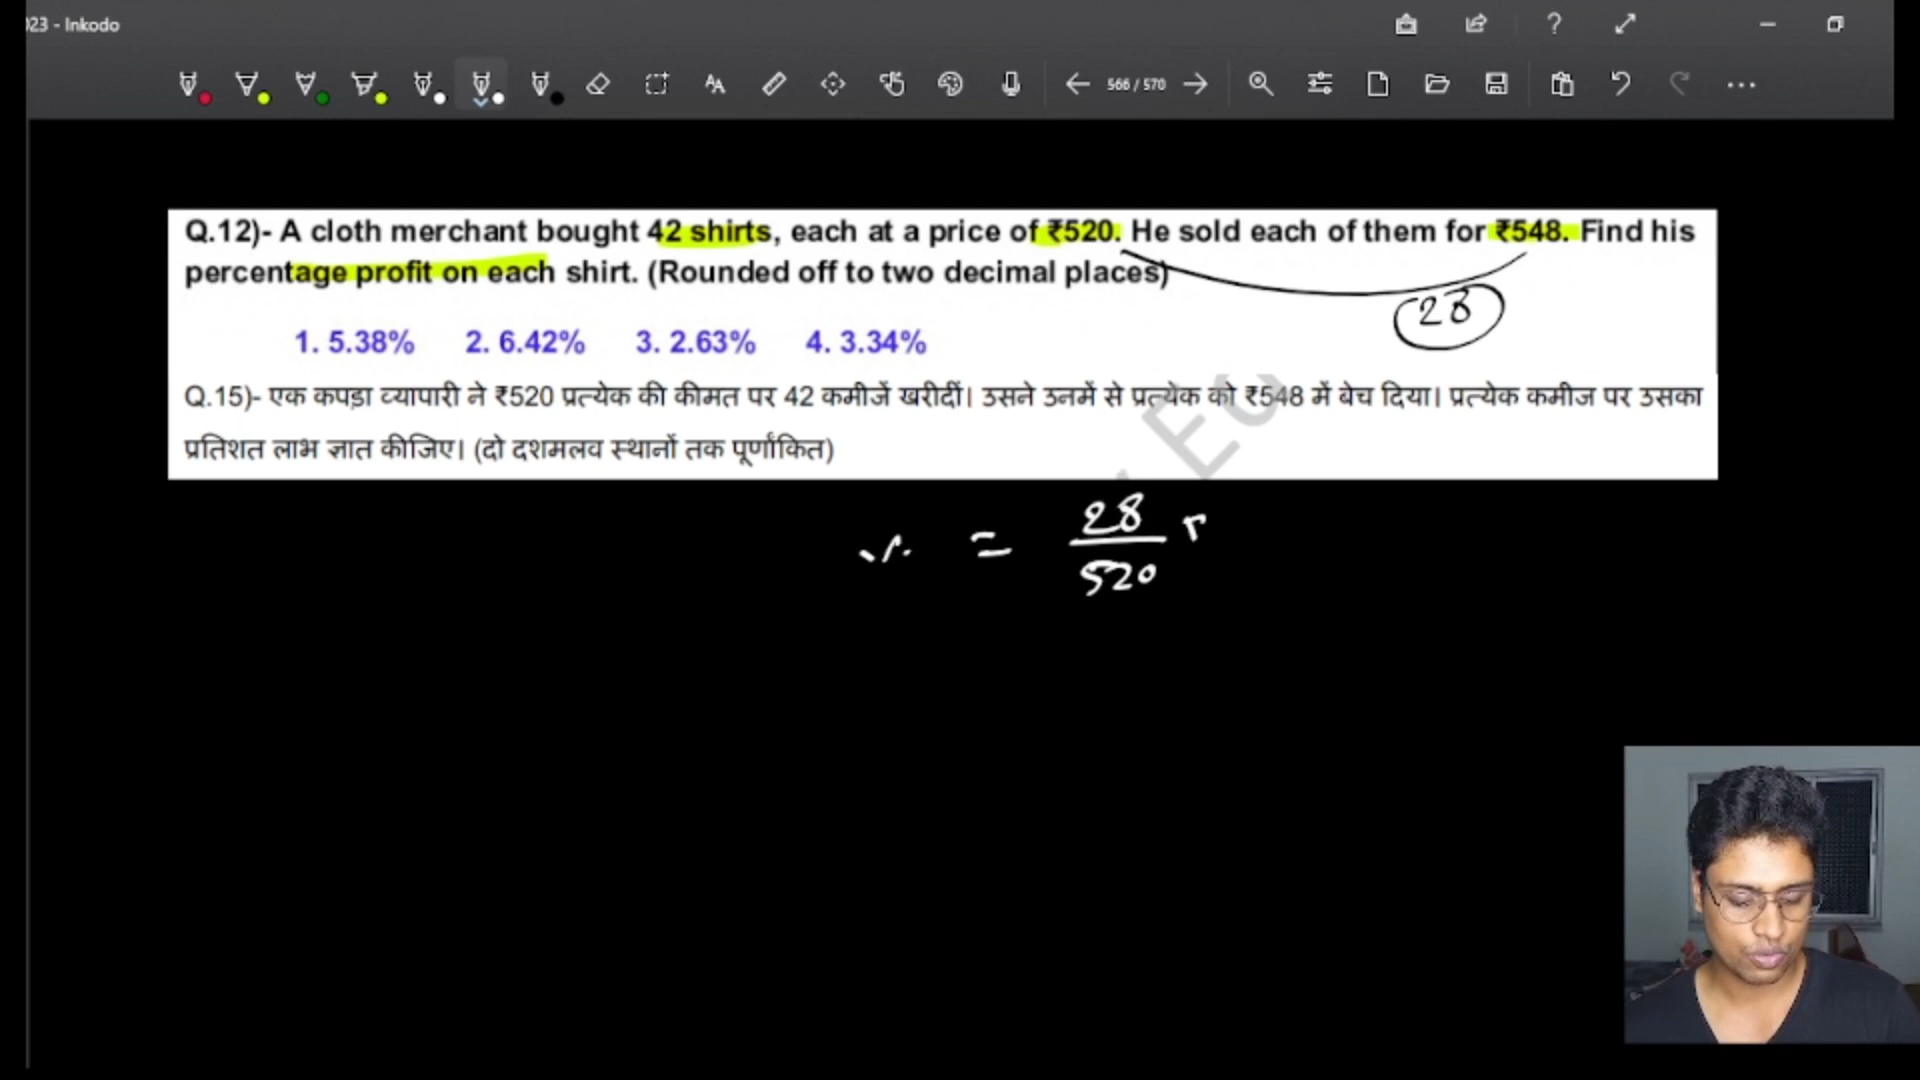 023 - Inkodo
566 / 570
Q.12)- A cloth merchant bought 42 shirts, each at a price of ₹520. He sold each of them for ₹548. Find his
percentage profit on each shirt. (Rounded off to two decimal places)
28
1. 5.38% 2. 6.42% 3. 2.63% 4. 3.34%
Q.15)- एक कपड़ा व्यापारी ने ₹520 प्रत्येक की कीमत पर 42 कमीजें खरीदीं। उसने उनमें से प्रत्येक को ₹548 में बेच दिया। प्रत्येक कमीज पर उसका
प्रतिशत लाभ ज्ञात कीजिए। (दो दशमलव स्थानों तक पूर्णांकित)
% = 28
520